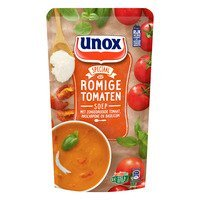 unox
SPECIAAL
ROMIGE
TOMATEN
SOEP
MET ZONGEDROOGDE TOMAAT,
MASCARPONE EN BASILICUM